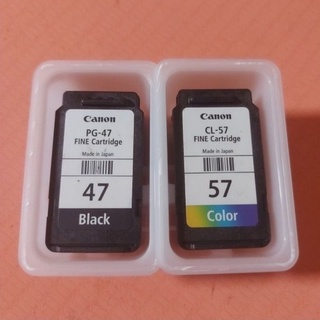 Canon
PG-47
FINE Cartridge
Made in Japan
47
Black
Canon
CL-57
FINE Cartridge
Made in Japan
57
Color